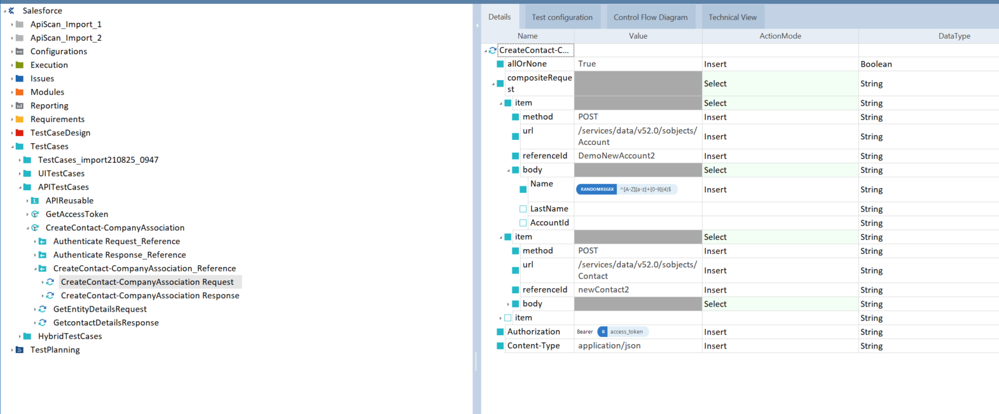 Salesforce
ApiScan_Import_1
ApiScan_Import_2
Configurations
Execution
Issues
Modules
Reporting
Requirements
TestCaseDesign
TestCases
TestCases_import210825_0947
UITestCases
APITestCases
APIReusable
GetAccessToken
CreateContact-CompanyAssociation
Authenticate Request_Reference
Authenticate Response_Reference
CreateContact-CompanyAssociation_Reference
CreateContact-CompanyAssociation Request
CreateContact-CompanyAssociation Response
GetEntityDetailsRequest
GetcontactDetailsResponse
HybridTestCases
TestPlanning
Details Test configuration Control Flow Diagram Technical View
Name Value ActionMode DataType
CreateContact-C...
allOrNone True Insert Boolean
compositeReque
st Select String
item Select String
method POST Insert String
url /services/data/v52.0/sobjects/
Account Insert String
referenceId DemoNewAccount2 Insert String
body Select String
Name RANDOMREGEX ^[A-Z][a-z]+[0-9]{4}$ Insert String
LastName String
AccountId String
item Select String
method POST Insert String
url /services/data/v52.0/sobjects/
Contact Insert String
referenceId newContact2 Insert String
body Select String
item String
Authorization Bearer B access_token Insert String
Content-Type application/json Insert String